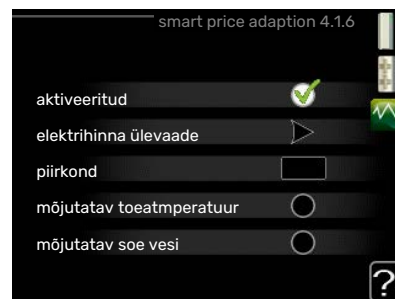 smart price adaption 4.1.6
aktiveeritud
elektrihinna ülevaade
piirkond
mõjutatav toeatmperatuur
mõjutatav soe vesi
?